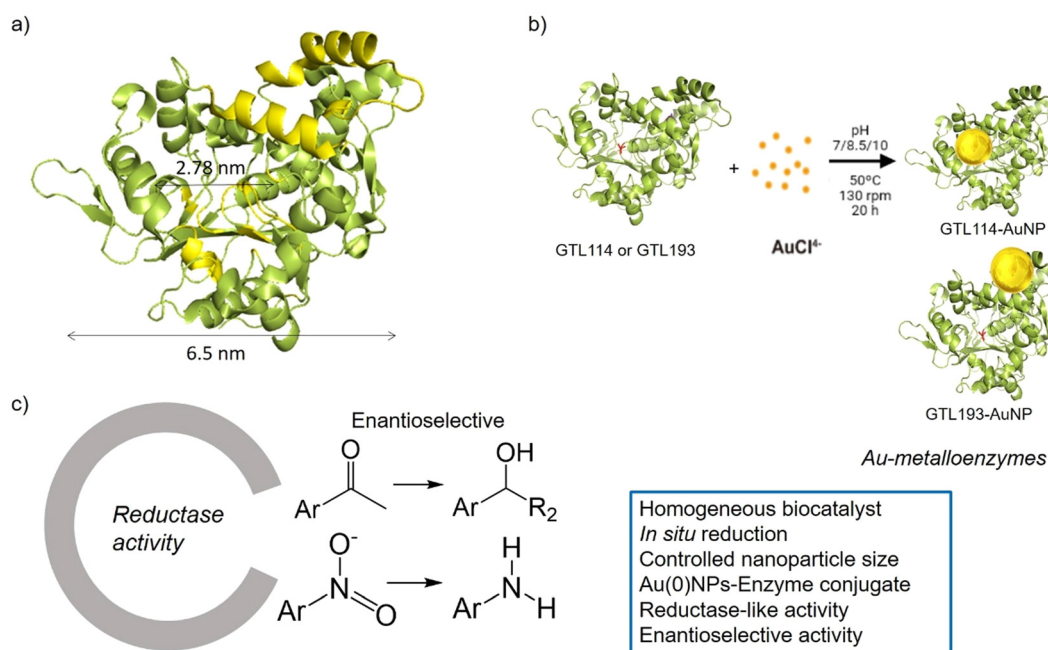 a)
2.78 nm
6.5 nm
b)
+
pH
7/8.5/10
50ºC
130 rpm
20 h
GTL114 or GTL193
AuCl⁴⁻
GTL114-AuNP
GTL193-AuNP
Au-metalloenzymes
c)
Reductase
activity
Enantioselective
O
Ar
OH
Ar
R₂
O⁻
Ar
N
O
H
Ar
N
H
Homogeneous biocatalyst
In situ reduction
Controlled nanoparticle size
Au(0)NPs-Enzyme conjugate
Reductase-like activity
Enantioselective activity